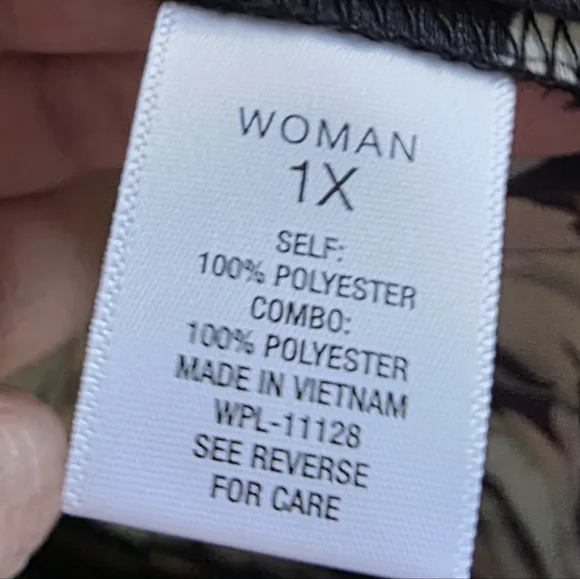 WOMAN
1X
SELF:
100% POLYESTER
COMBO:
100% POLYESTER
MADE IN VIETNAM
WPL-11128
SEE REVERSE
FOR CARE